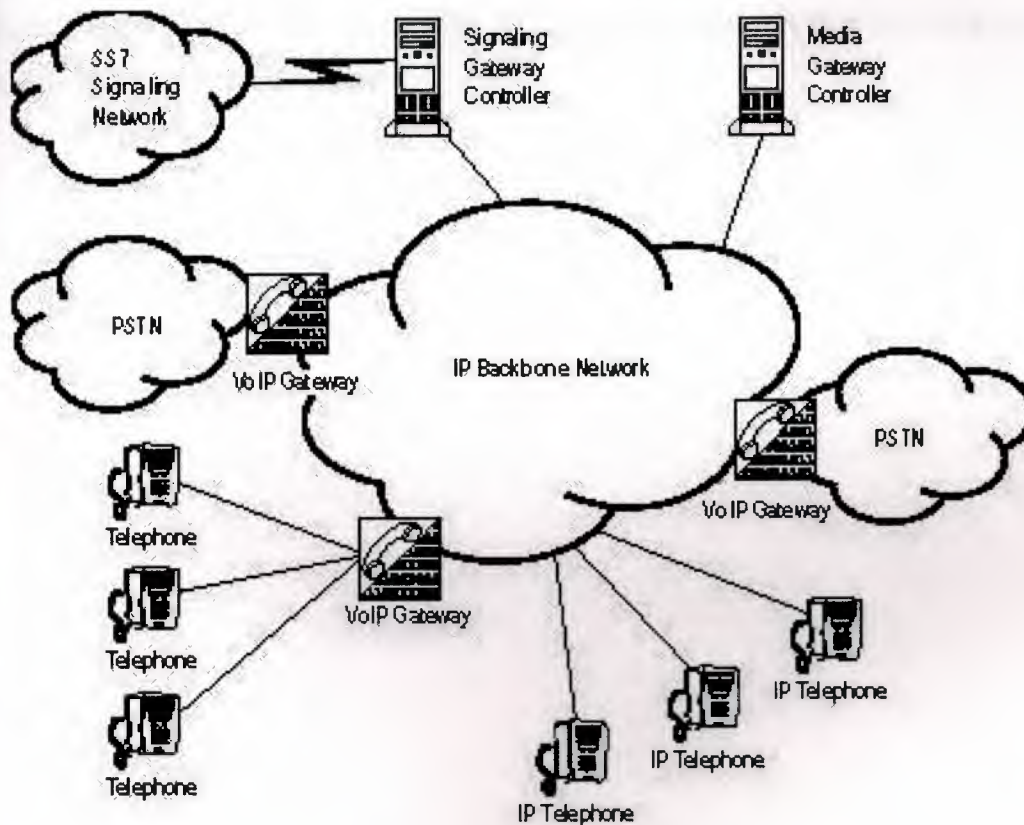 SS7
Signaling
Network
Signaling
Gateway
Controller
Media
Gateway
Controller
PSTN
VoIP Gateway
IP Backbone Network
PSTN
VoIP Gateway
Telephone
Telephone
Telephone
VoIP Gateway
IP Telephone
IP Telephone
IP Telephone